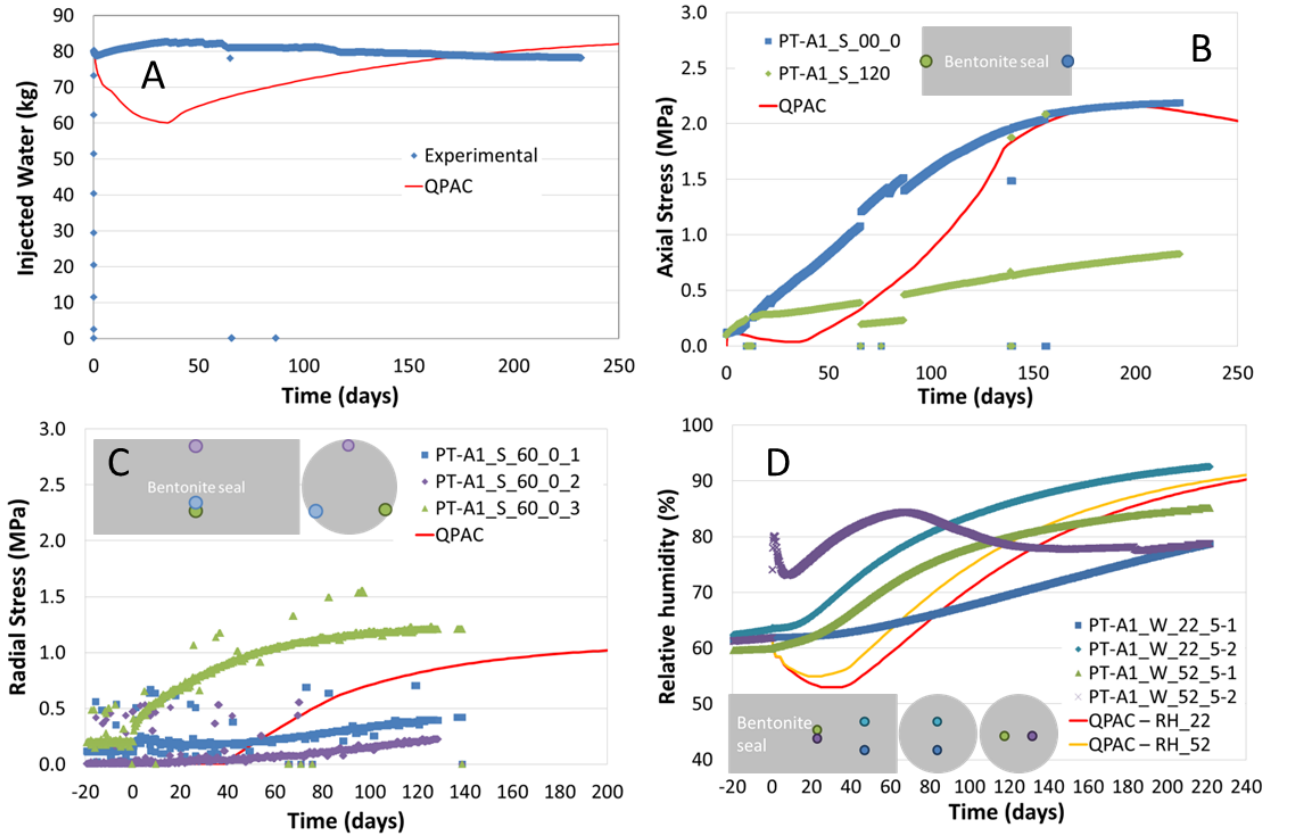 A
Injected Water (kg)
90
80
70
60
50
40
30
20
10
0
0
50
100
150
200
250
Time (days)
Experimental
QPAC
B
Axial Stress (MPa)
3.0
2.5
2.0
1.5
1.0
0.5
0.0
0
50
100
150
200
250
Time (days)
PT-A1_S_00_0
PT-A1_S_120
QPAC
Bentonite seal
C
Radial Stress (MPa)
3.0
2.5
2.0
1.5
1.0
0.5
0.0
-20
0
20
40
60
80
100
120
140
160
180
200
Time (days)
Bentonite seal
PT-A1_S_60_0_1
PT-A1_S_60_0_2
PT-A1_S_60_0_3
QPAC
D
Relative humidity (%)
100
90
80
70
60
50
40
-20
0
20
40
60
80
100
120
140
160
180
200
220
240
Time (days)
PT-A1_W_22_5-1
PT-A1_W_22_5-2
PT-A1_W_52_5-1
PT-A1_W_52_5-2
QPAC – RH_22
QPAC – RH_52
Bentonite
seal